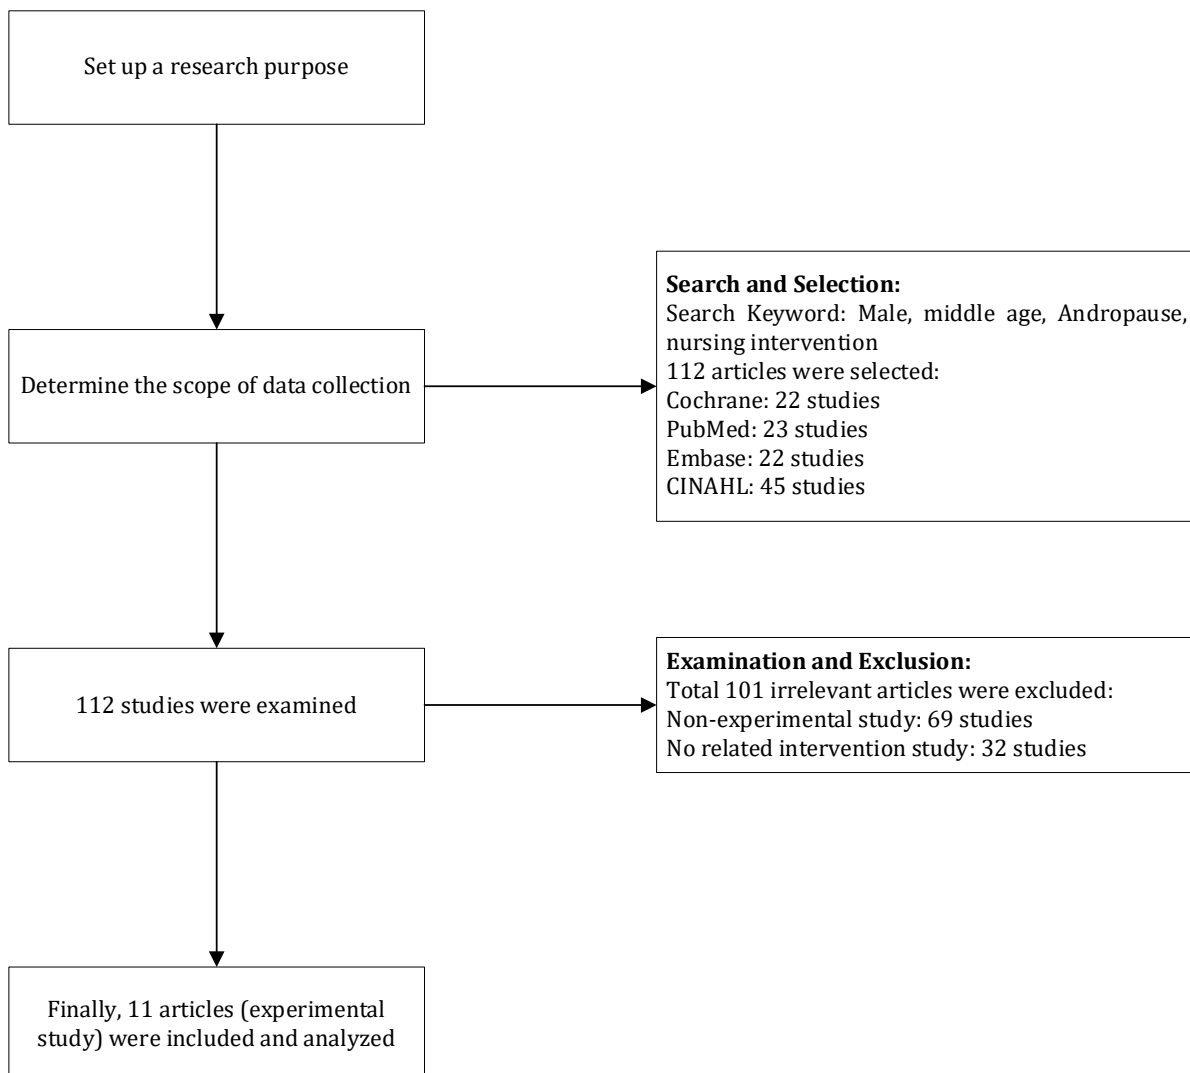 Set up a research purpose
Determine the scope of data collection
Search and Selection:
Search Keyword: Male, middle age, Andropause,
nursing intervention
112 articles were selected:
Cochrane: 22 studies
PubMed: 23 studies
Embase: 22 studies
CINAHL: 45 studies
112 studies were examined
Examination and Exclusion:
Total 101 irrelevant articles were excluded:
Non-experimental study: 69 studies
No related intervention study: 32 studies
Finally, 11 articles (experimental
study) were included and analyzed